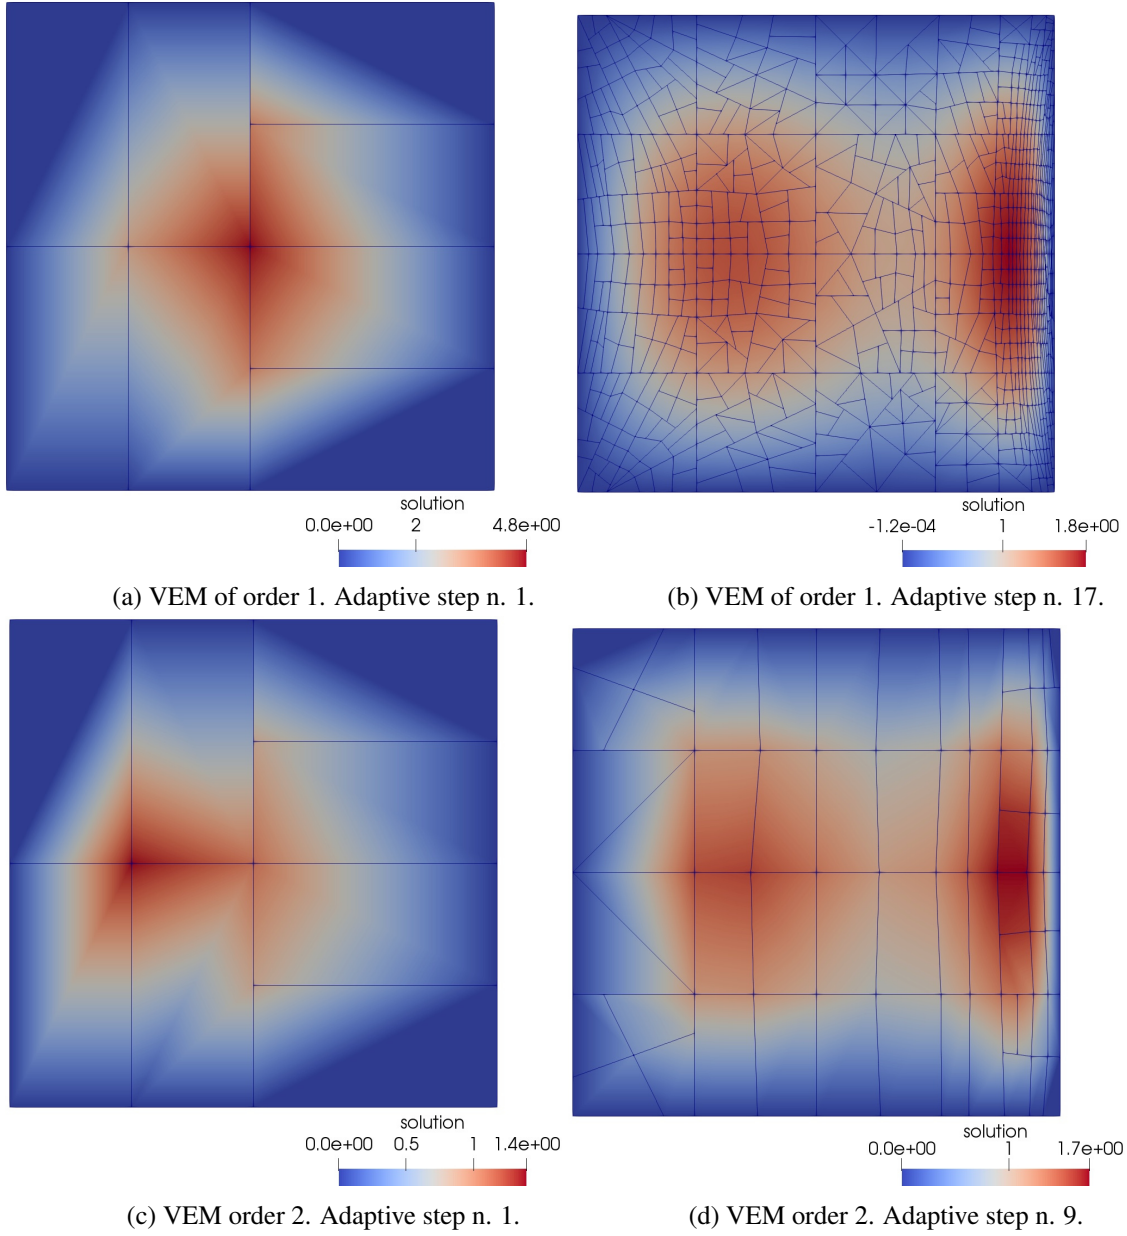 solution
0.0e+00 2 4.8e+00
solution
-1.2e-04 1 1.8e+00
(a) VEM of order 1. Adaptive step n. 1.
(b) VEM of order 1. Adaptive step n. 17.
solution
0.0e+00 0.5 1 1.4e+00
solution
0.0e+00 1 1.7e+00
(c) VEM order 2. Adaptive step n. 1.
(d) VEM order 2. Adaptive step n. 9.